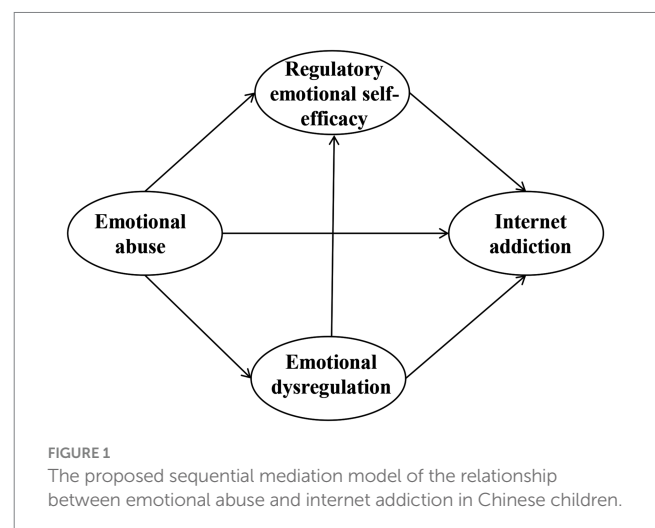 Regulatory
emotional self-
efficacy
Emotional
abuse
Internet
addiction
Emotional
dysregulation
FIGURE 1
The proposed sequential mediation model of the relationship
between emotional abuse and internet addiction in Chinese children.